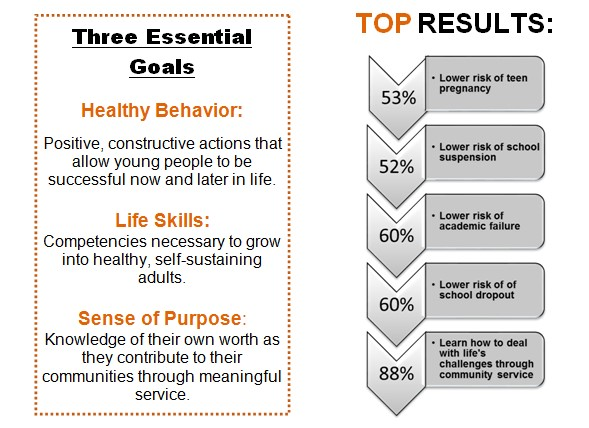 Three Essential
Goals
Healthy Behavior:
Positive, constructive actions that
allow young people to be
successful now and later in life.
Life Skills:
Competencies necessary to grow
into healthy, self-sustaining
adults.
Sense of Purpose:
Knowledge of their own worth as
they contribute to their
communities through meaningful
service.
TOP RESULTS:
53%
• Lower risk of teen
pregnancy
52%
• Lower risk of school
suspension
60%
• Lower risk of
academic failure
60%
• Lower risk of of
school dropout
88%
• Learn how to deal
with life's
challenges through
community service